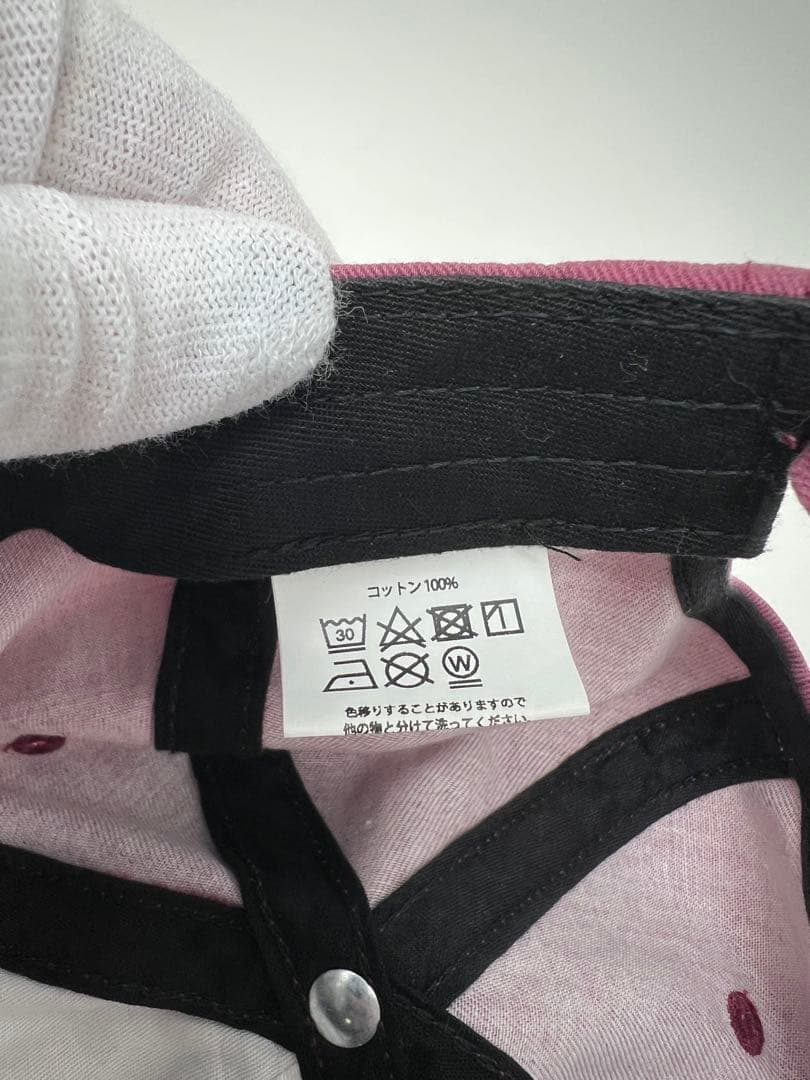 コットン100%
30
W
色移りすることがありますので
他の物と分けて洗ってください